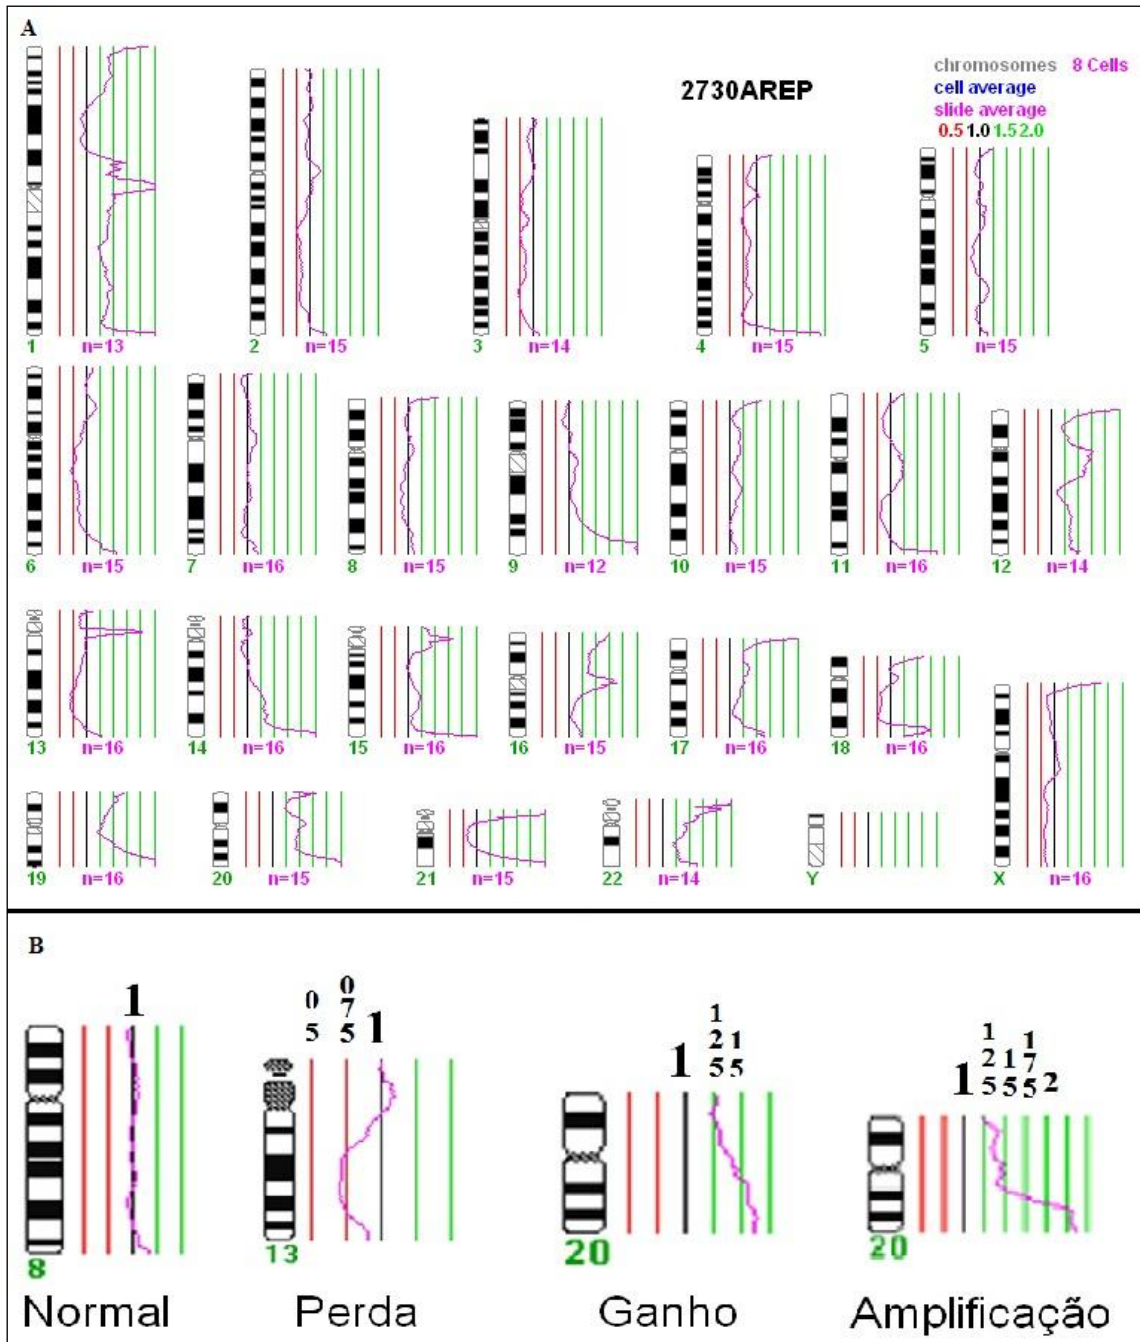 A
2730AREP
chromosomes 8 Cells
cell average
slide average
0.5 1.0 1.5 2.0
1 n=13
2 n=15
3 n=14
4 n=15
5 n=15
6 n=15
7 n=16
8 n=15
9 n=12
10 n=15
11 n=16
12 n=14
13 n=16
14 n=16
15 n=16
16 n=15
17 n=16
18 n=16
19 n=16
20 n=15
21 n=15
22 n=14
Y
X n=16
B
1
0 5
0 7 5
1
1
1 2 5
1 5
1
1 2 5
1 5
1 7 5
2
8
13
20
20
Normal
Perda
Ganho
Amplificação